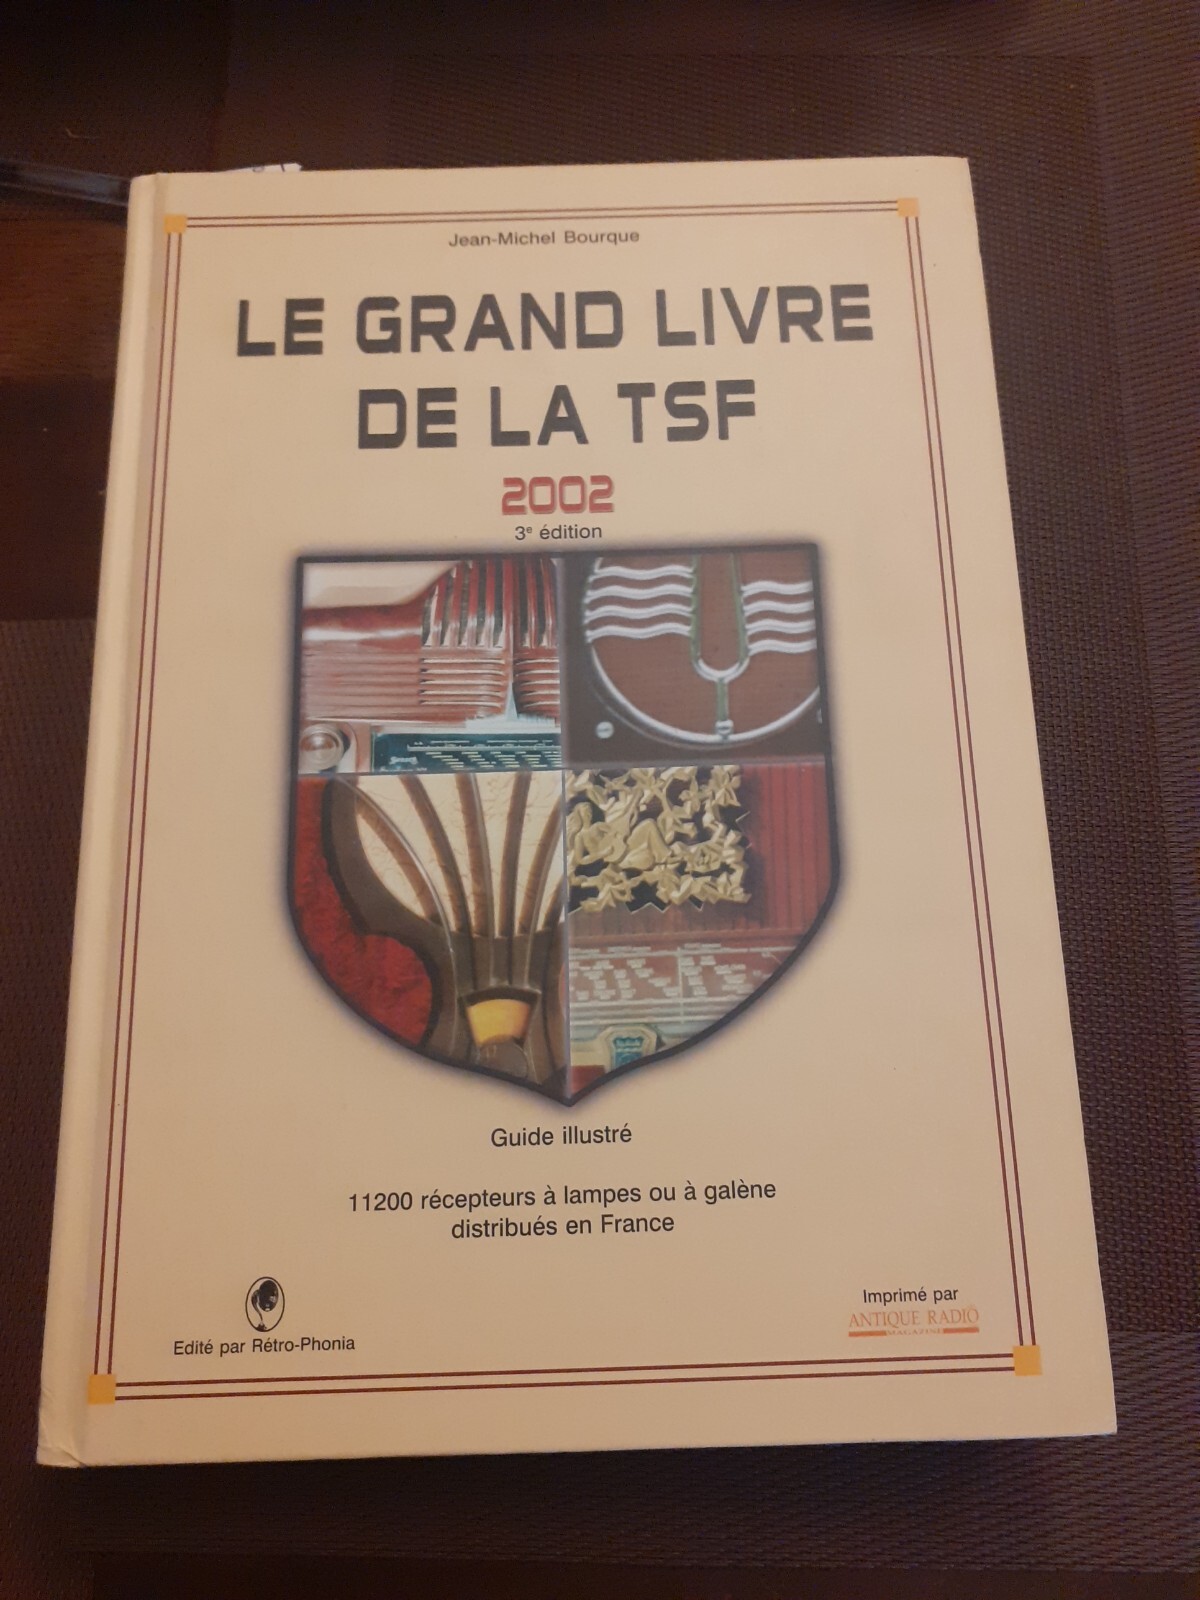 Jean-Michel Bourque
LE GRAND LIVRE
DE LA TSF
2002
3e édition
Guide illustré
11200 récepteurs à lampes ou à galène
distribués en France
Edité par Rétro-Phonia
Imprimé par
ANTIQUE RADIO
MAGAZINE